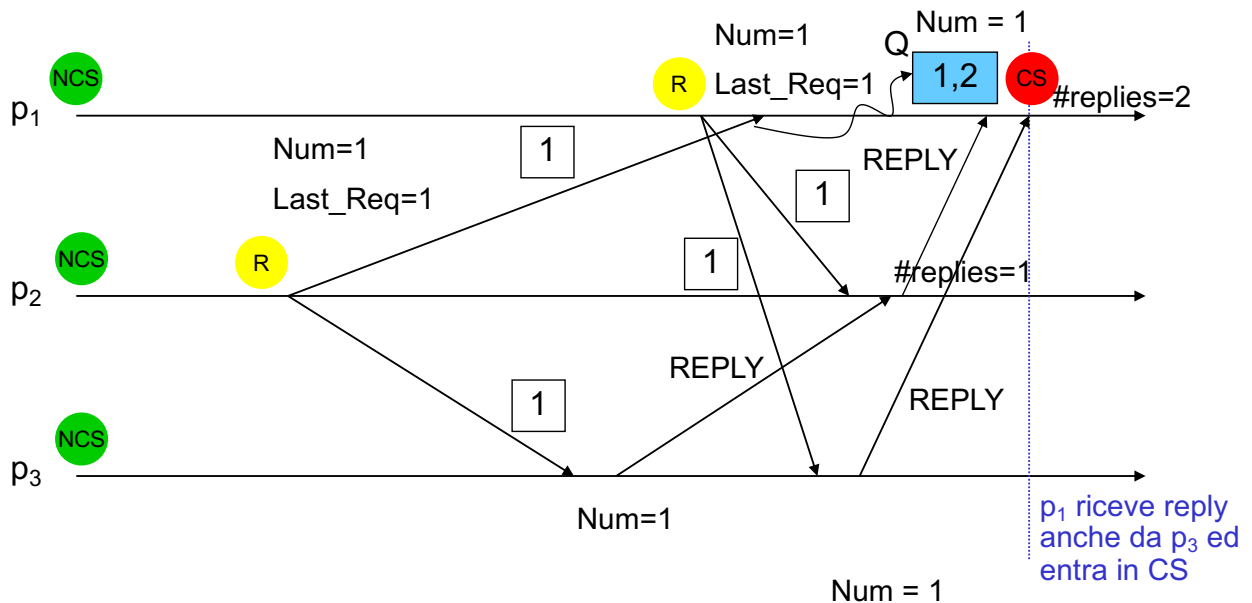 Num = 1
Num=1
Q
NCS
R
Last_Req=1
1,2
CS
#replies=2
p1
Num=1
1
REPLY
Last_Req=1
1
NCS
R
1
#replies=1
p2
REPLY
1
REPLY
NCS
p3
Num=1
p1 riceve reply
anche da p3 ed
entra in CS
Num = 1